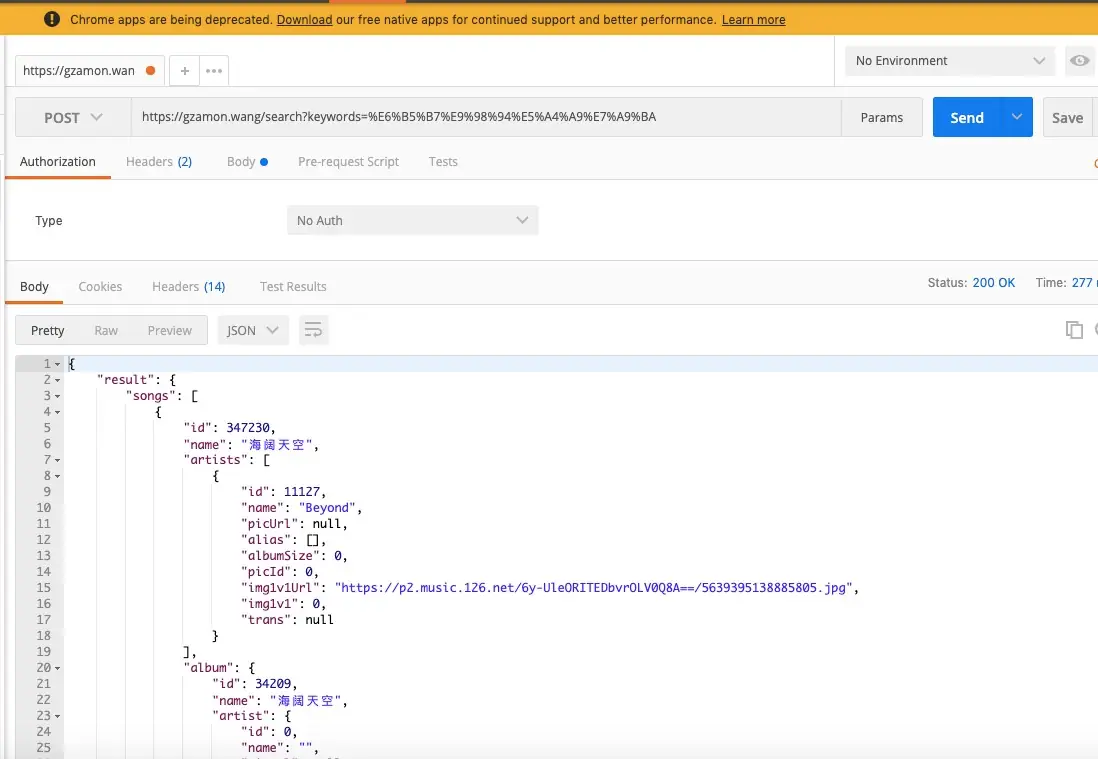 Chrome apps are being deprecated. Download our free native apps for continued support and better performance. Learn more
https://gzamon.wan
No Environment
POST https://gzamon.wang/search?keywords=%E6%B5%B7%E9%98%94%E5%A4%A9%E7%A9%BA Params Send Save
Authorization Headers (2) Body Pre-request Script Tests
Type No Auth
Body Cookies Headers (14) Test Results Status: 200 OK Time: 277
Pretty Raw Preview JSON
1 {
2 "result": {
3 "songs": [
4 {
5 "id": 347230,
6 "name": "海阔天空",
7 "artists": [
8 {
9 "id": 11127,
10 "name": "Beyond",
11 "picUrl": null,
12 "alias": [],
13 "albumSize": 0,
14 "picId": 0,
15 "img1v1Url": "https://p2.music.126.net/6y-UleORITEDbvrOLV0Q8A==/5639395138885805.jpg",
16 "img1v1": 0,
17 "trans": null
18 }
19 ],
20 "album": {
21 "id": 34209,
22 "name": "海阔天空",
23 "artist": {
24 "id": 0,
25 "name": "",